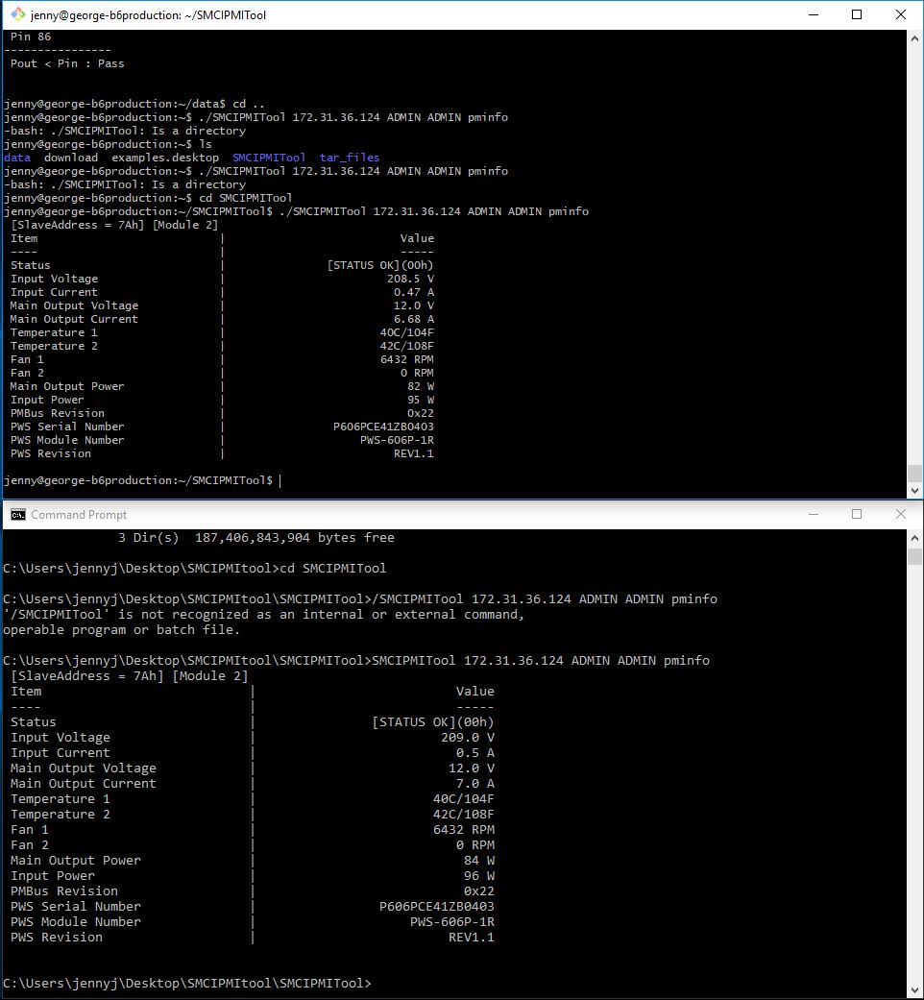 jenny@george-b6production: ~/SMCIPMITool
Pin 86
----------------
Pout < Pin : Pass
jenny@george-b6production:~/data$ cd ..
jenny@george-b6production:~$ ./SMCIPMITool 172.31.36.124 ADMIN ADMIN pminfo
-bash: ./SMCIPMITool: Is a directory
jenny@george-b6production:~$ ls
data  download  examples.desktop  SMCIPMITool  tar_files
jenny@george-b6production:~$ ./SMCIPMITool 172.31.36.124 ADMIN ADMIN pminfo
-bash: ./SMCIPMITool: Is a directory
jenny@george-b6production:~$ cd SMCIPMITool
jenny@george-b6production:~/SMCIPMITool$ ./SMCIPMITool 172.31.36.124 ADMIN ADMIN pminfo
[SlaveAddress = 7Ah] [Module 2]
Item | Value
---- | -----
Status | [STATUS OK](00h)
Input Voltage | 208.5 V
Input Current | 0.47 A
Main Output Voltage | 12.0 V
Main Output Current | 6.68 A
Temperature 1 | 40C/104F
Temperature 2 | 42C/108F
Fan 1 | 6432 RPM
Fan 2 | 0 RPM
Main Output Power | 82 W
Input Power | 95 W
PMBus Revision | 0x22
PWS Serial Number | P606PCE41ZB0403
PWS Module Number | PWS-606P-1R
PWS Revision | REV1.1
jenny@george-b6production:~/SMCIPMITool$
Command Prompt
3 Dir(s)  187,406,843,904 bytes free
C:\Users\jennyj\Desktop\SMCIPMItool>cd SMCIPMITool
C:\Users\jennyj\Desktop\SMCIPMItool\SMCIPMITool>/SMCIPMITool 172.31.36.124 ADMIN ADMIN pminfo
'/SMCIPMITool' is not recognized as an internal or external command,
operable program or batch file.
C:\Users\jennyj\Desktop\SMCIPMItool\SMCIPMITool>SMCIPMITool 172.31.36.124 ADMIN ADMIN pminfo
[SlaveAddress = 7Ah] [Module 2]
Item | Value
---- | -----
Status | [STATUS OK](00h)
Input Voltage | 209.0 V
Input Current | 0.5 A
Main Output Voltage | 12.0 V
Main Output Current | 7.0 A
Temperature 1 | 40C/104F
Temperature 2 | 42C/108F
Fan 1 | 6432 RPM
Fan 2 | 0 RPM
Main Output Power | 84 W
Input Power | 96 W
PMBus Revision | 0x22
PWS Serial Number | P606PCE41ZB0403
PWS Module Number | PWS-606P-1R
PWS Revision | REV1.1
C:\Users\jennyj\Desktop\SMCIPMItool\SMCIPMITool>